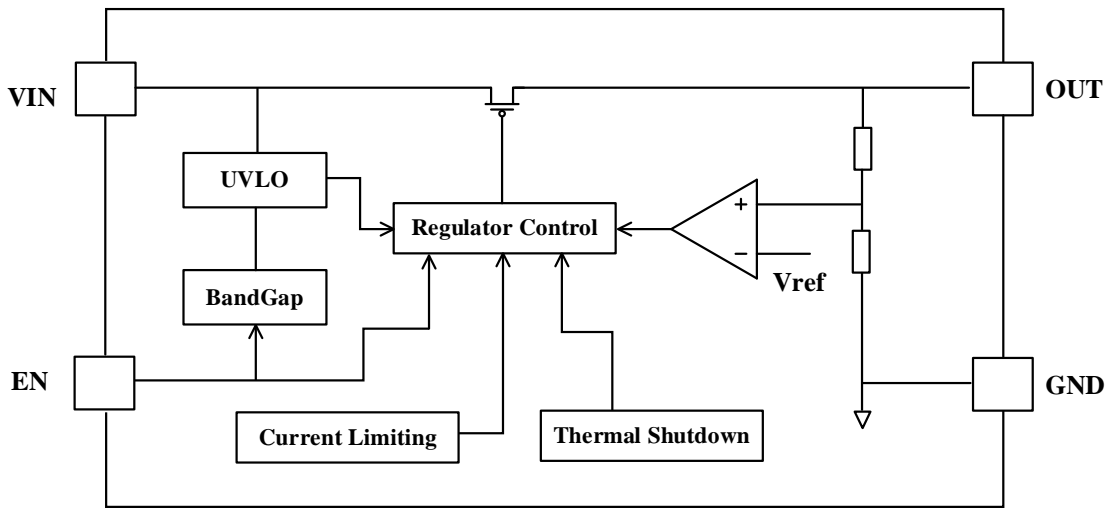 VIN
OUT
UVLO
Regulator Control
+
−
Vref
BandGap
EN
GND
Current Limiting
Thermal Shutdown